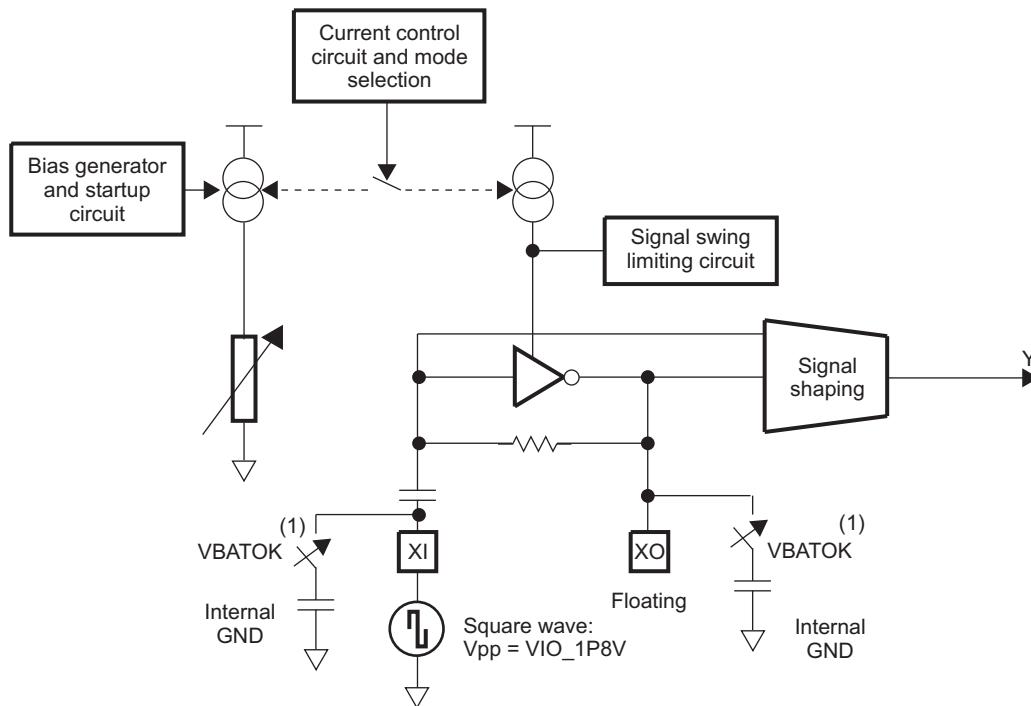 Current control
circuit and mode
selection
Bias generator
and startup
circuit
Signal swing
limiting circuit
Signal
shaping
Y
(1)
VBATOK
XI
XO
(1)
VBATOK
Internal
GND
Square wave:
Vpp = VIO_1P8V
Floating
Internal
GND